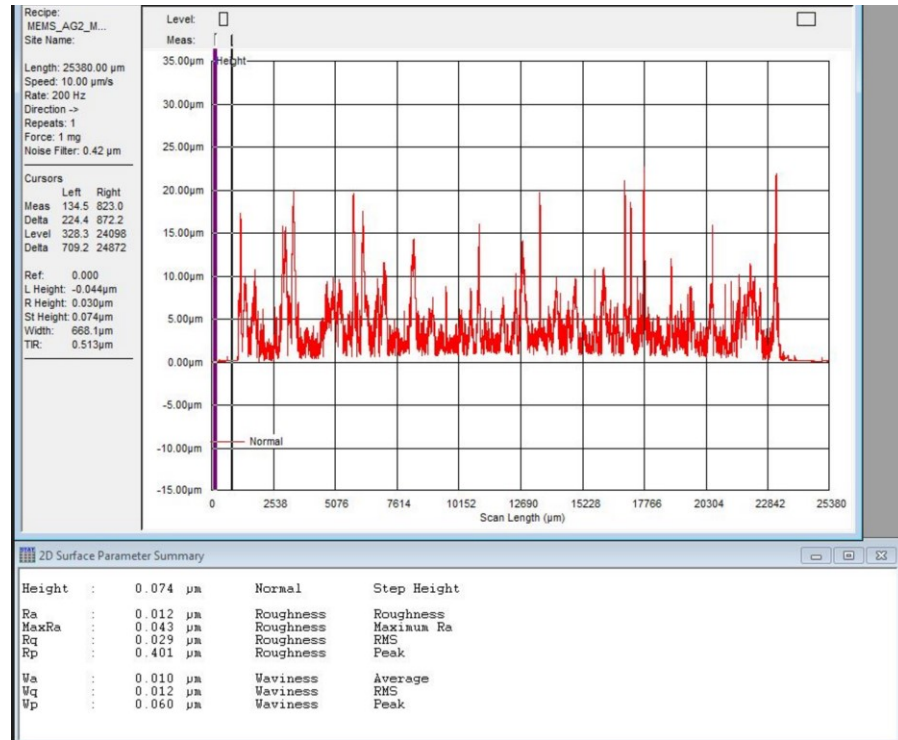 Recipe:
MEMS_AG2_M...
Site Name:
Length: 25380.00 µm
Speed: 10.00 µm/s
Rate: 200 Hz
Direction ->
Repeats: 1
Force: 1 mg
Noise Filter: 0.42 µm
Cursors
Left Right
Meas 134.5 823.0
Delta 224.4 872.2
Level 328.3 24098
Delta 709.2 24872
Ref: 0.000
L Height: -0.044µm
R Height: 0.030µm
St Height: 0.074µm
Width: 668.1µm
TIR: 0.513µm
Level:
Meas:
Height
35.00µm
30.00µm
25.00µm
20.00µm
15.00µm
10.00µm
5.00µm
0.00µm
-5.00µm
-10.00µm
-15.00µm
Normal
0 2538 5076 7614 10152 12690 15228 17766 20304 22842 25380
Scan Length (µm)
2D Surface Parameter Summary
Height : 0.074 µm Normal Step Height
Ra : 0.012 µm Roughness Roughness
MaxRa : 0.043 µm Roughness Maximum Ra
Rq : 0.029 µm Roughness RMS
Rp : 0.401 µm Roughness Peak
Wa : 0.010 µm Waviness Average
Wq : 0.012 µm Waviness RMS
Wp : 0.060 µm Waviness Peak